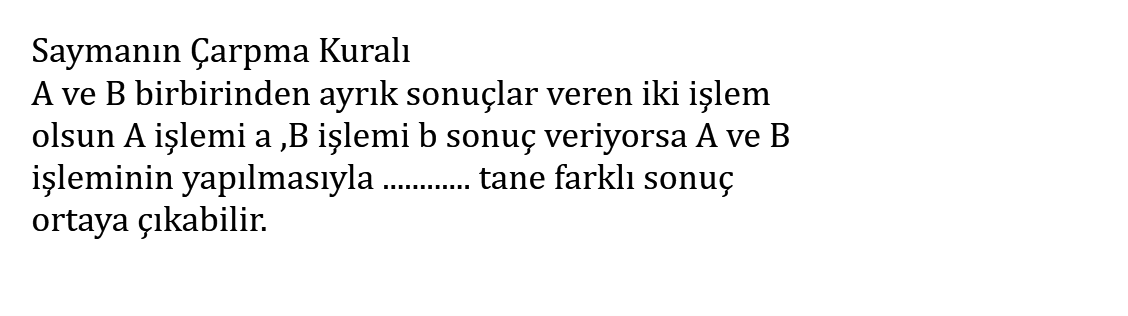 Saymanın Çarpma Kuralı
A ve B birbirinden ayrık sonuçlar veren iki işlem
olsun A işlemi a ,B işlemi b sonuç veriyorsa A ve B
işleminin yapılmasıyla ............ tane farklı sonuç
ortaya çıkabilir.